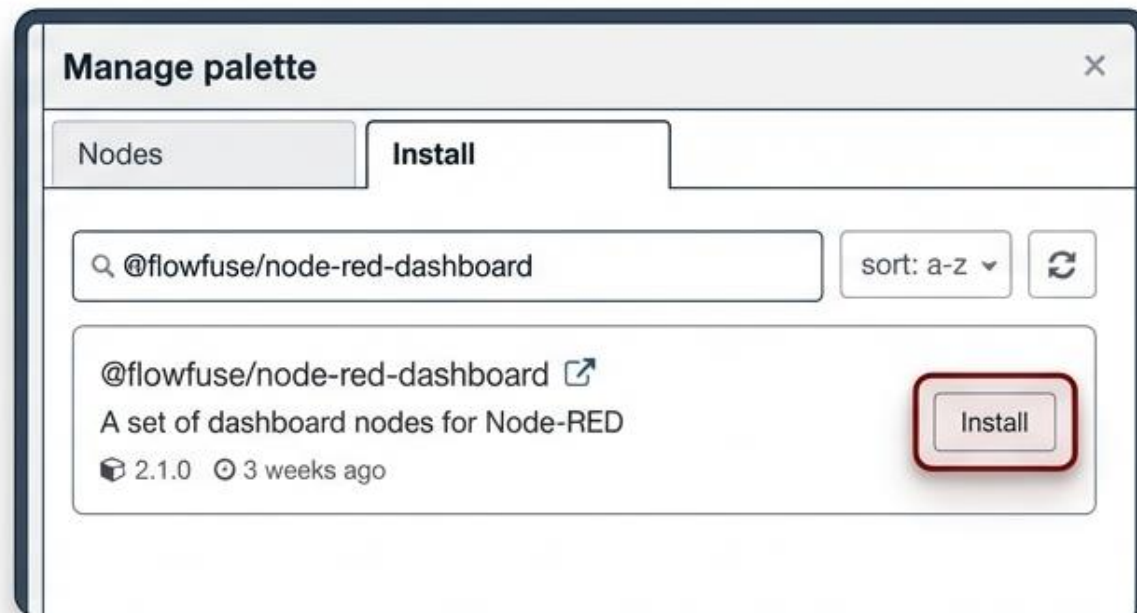 Manage palette
Nodes
Install
@flowfuse/node-red-dashboard
sort: a-z
@flowfuse/node-red-dashboard
A set of dashboard nodes for Node-RED
2.1.0 3 weeks ago
Install